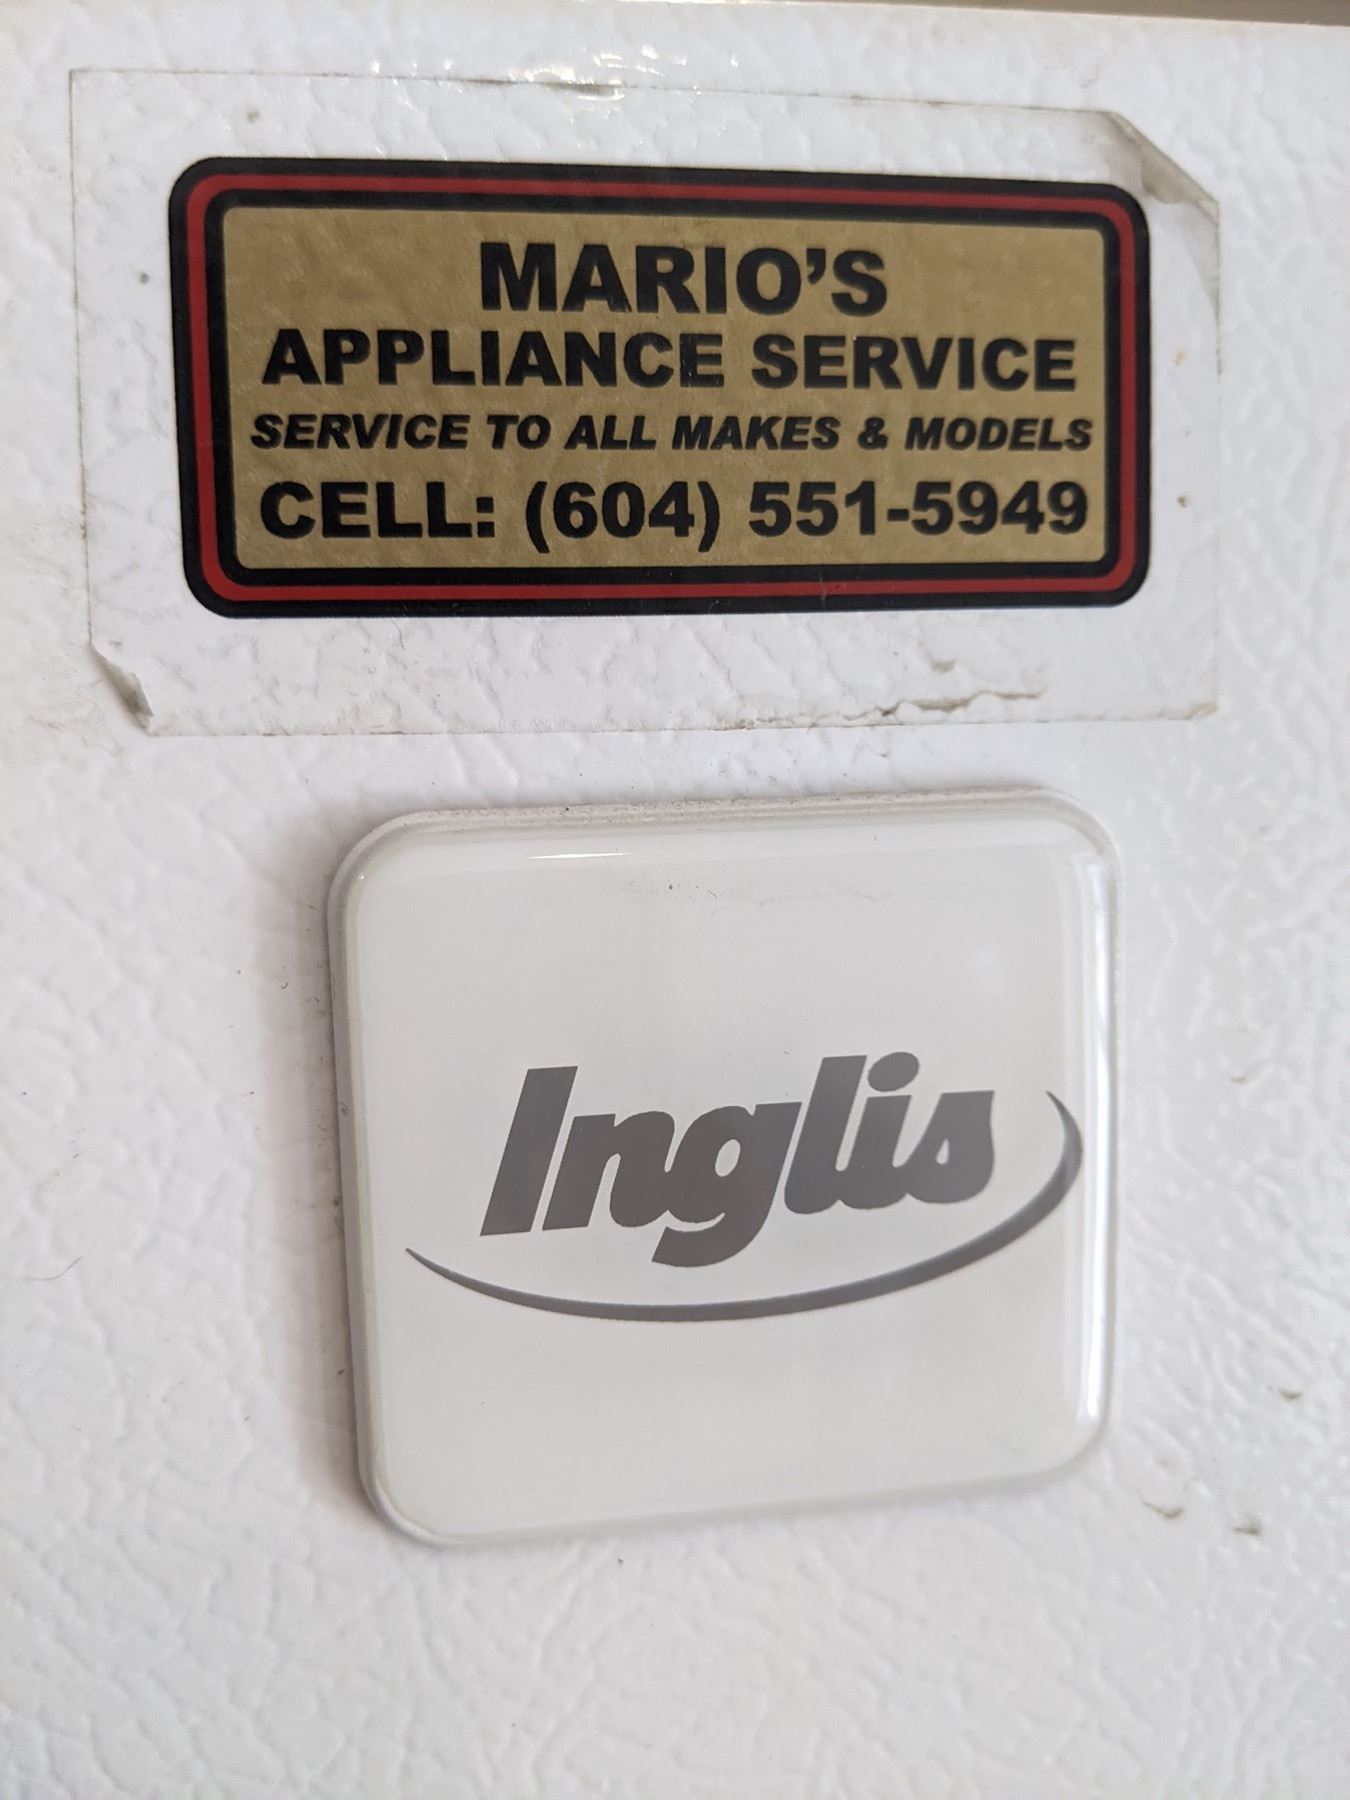 MARIO'S
APPLIANCE SERVICE
SERVICE TO ALL MAKES & MODELS
CELL: (604) 551-5949
Inglis